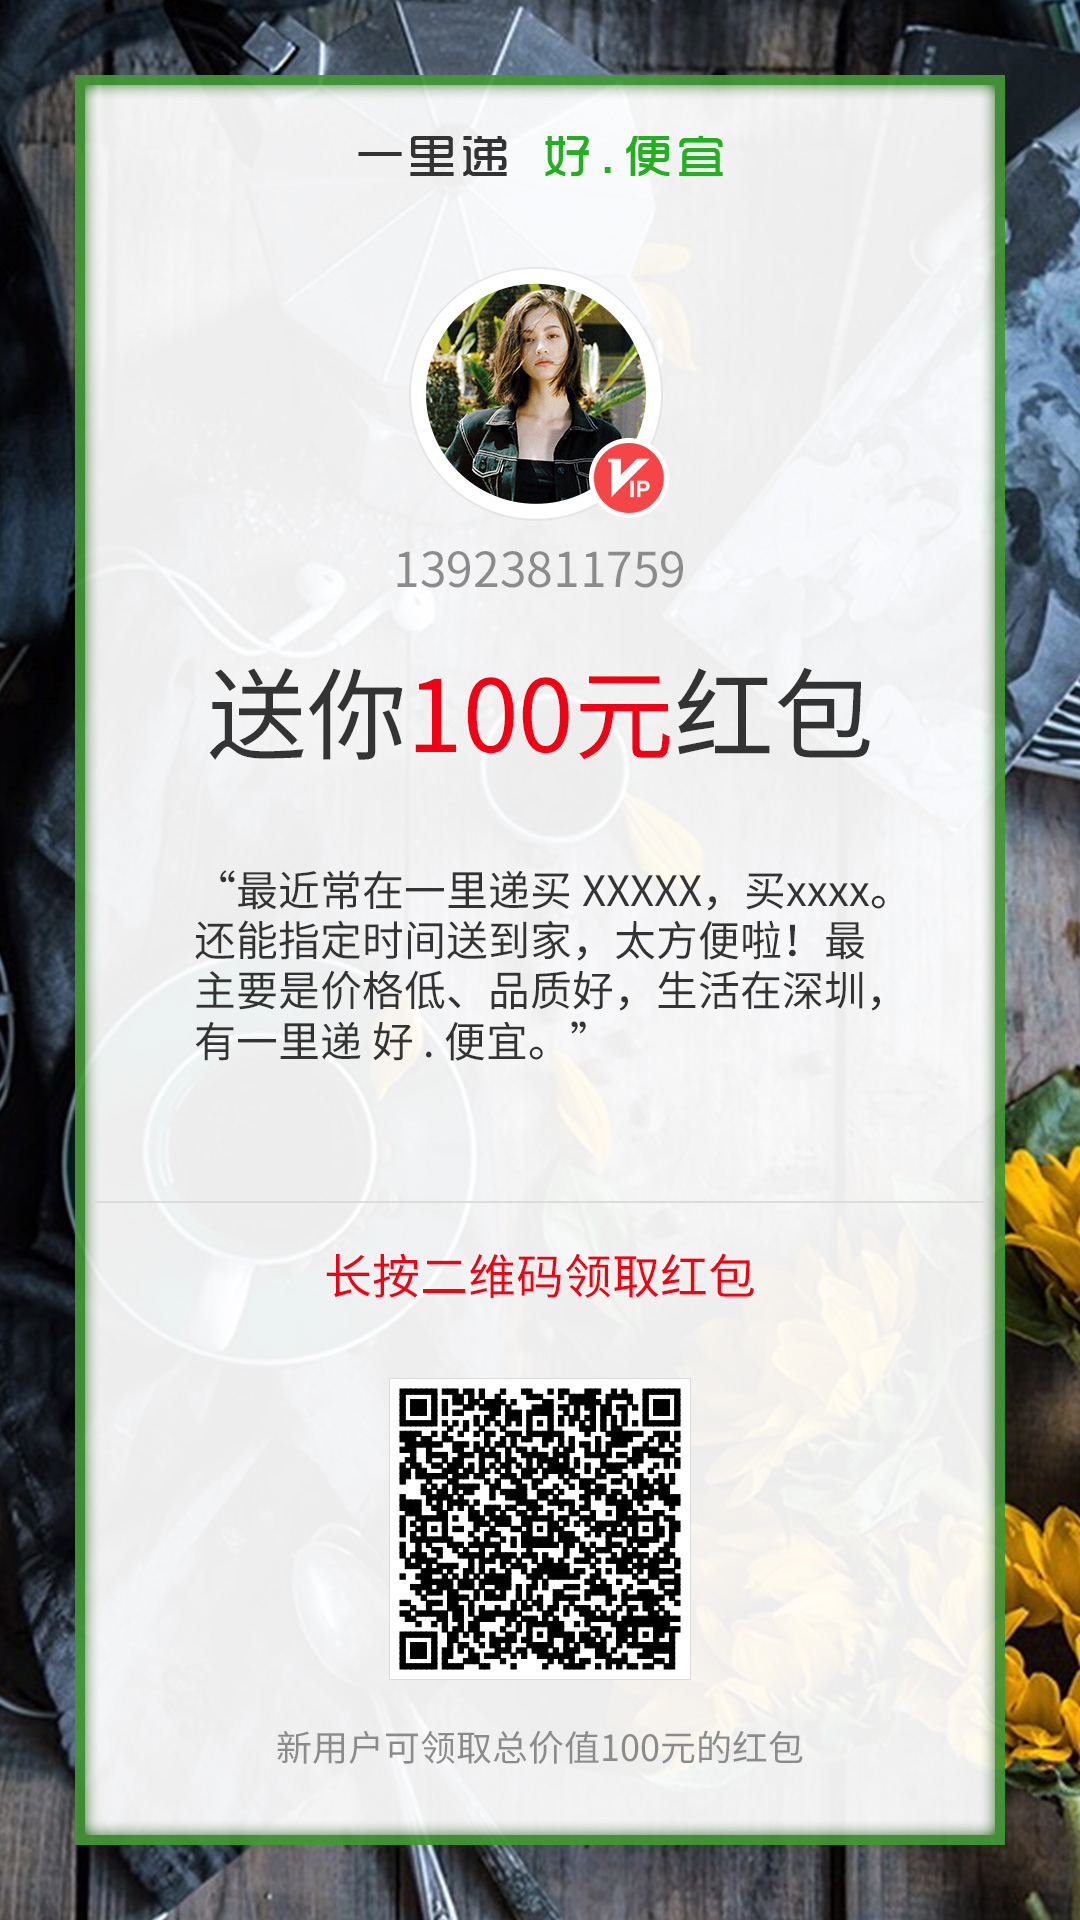 一里递 好.便宜
VIP
13923811759
送你100元红包
“最近常在一里递买 XXXXX，买xxxx。
还能指定时间送到家，太方便啦！最
主要是价格低、品质好，生活在深圳，
有一里递 好 . 便宜。”
长按二维码领取红包
新用户可领取总价值100元的红包